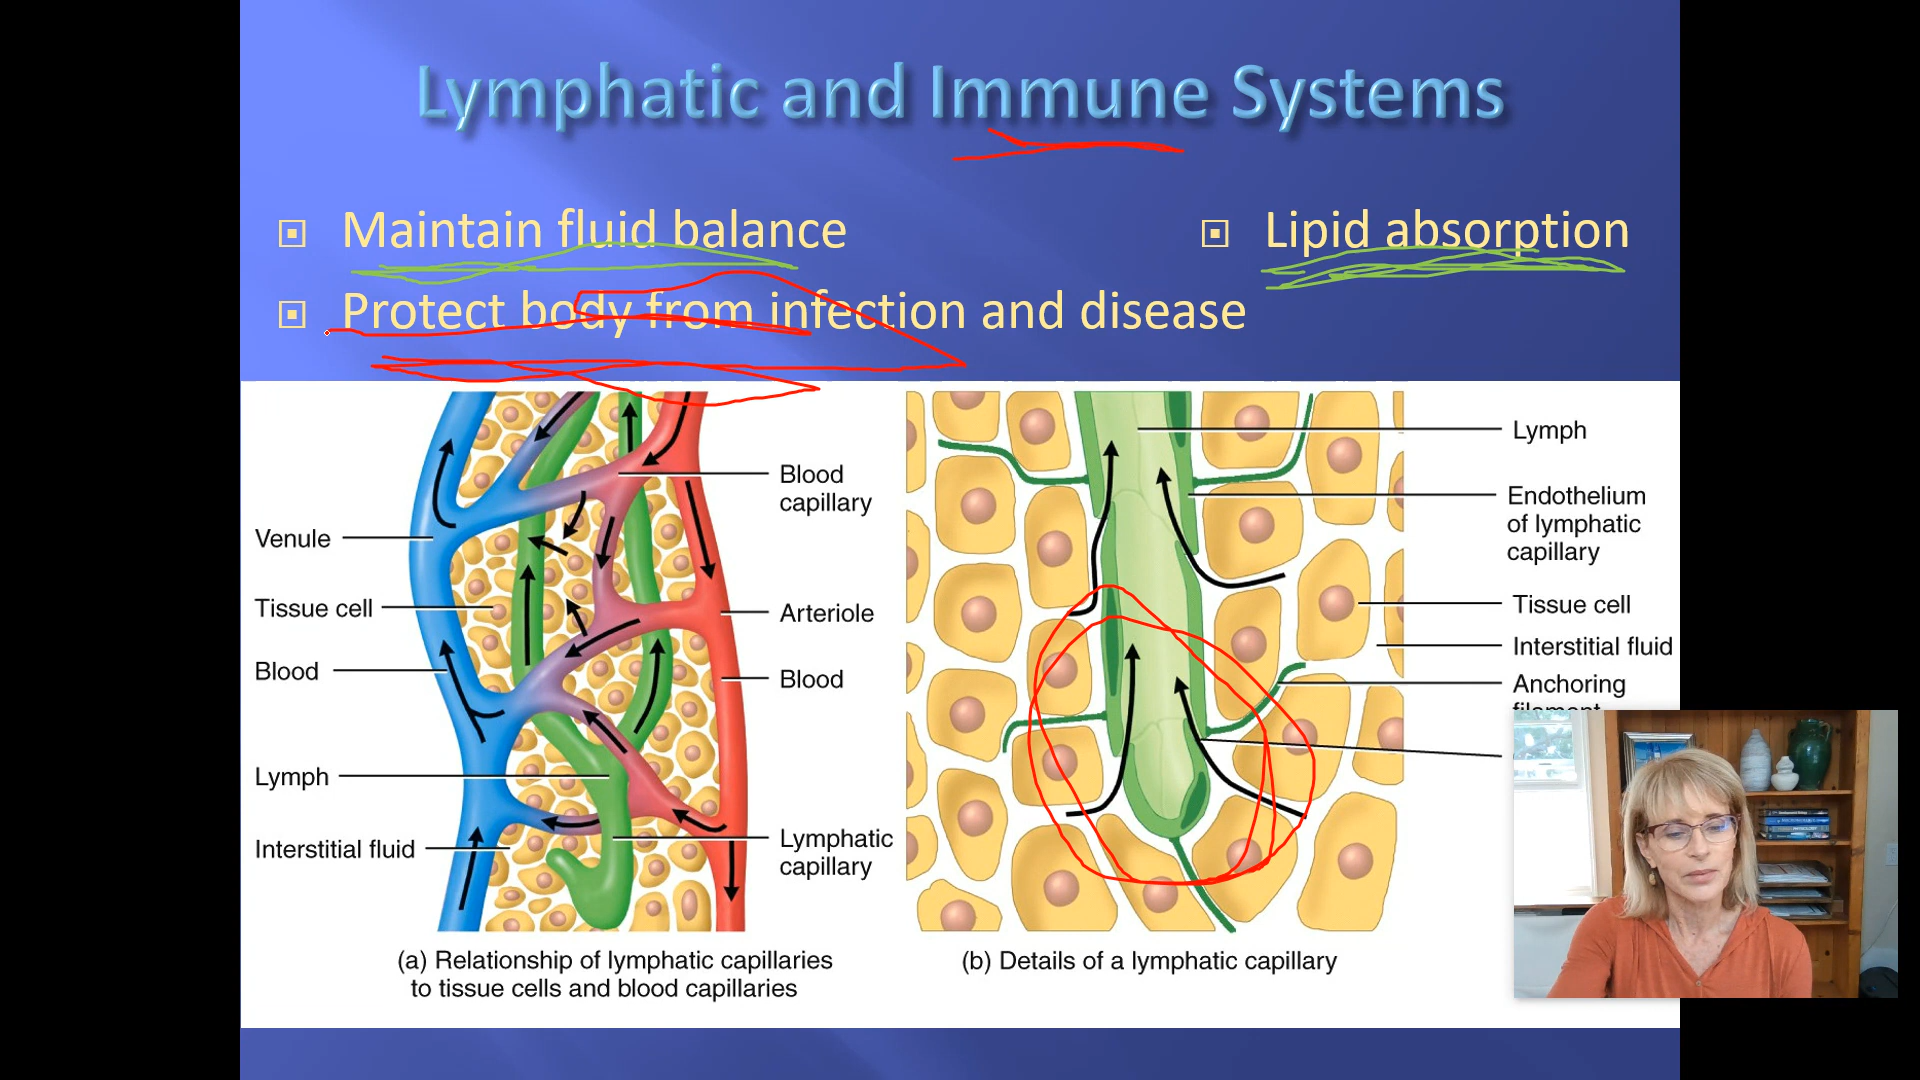 Lymphatic and Immune Systems
Maintain fluid balance
Lipid absorption
Protect body from infection and disease
Blood
capillary
Venule
Tissue cell
Arteriole
Blood
Blood
Lymph
Interstitial fluid
Lymphatic
capillary
(a) Relationship of lymphatic capillaries
to tissue cells and blood capillaries
Lymph
Endothelium
of lymphatic
capillary
Tissue cell
Interstitial fluid
Anchoring
filament
(b) Details of a lymphatic capillary